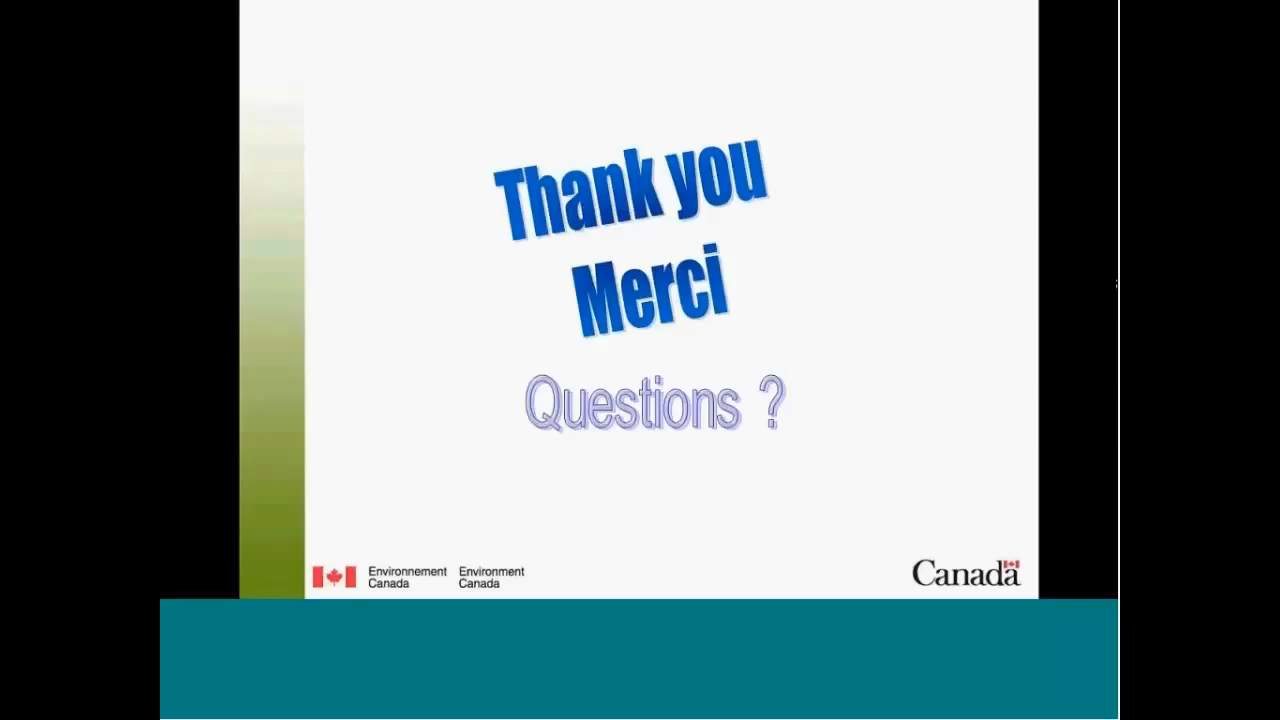 Thank you
Merci
Questions ?
Environnement Environment
Canada Canada
Canada